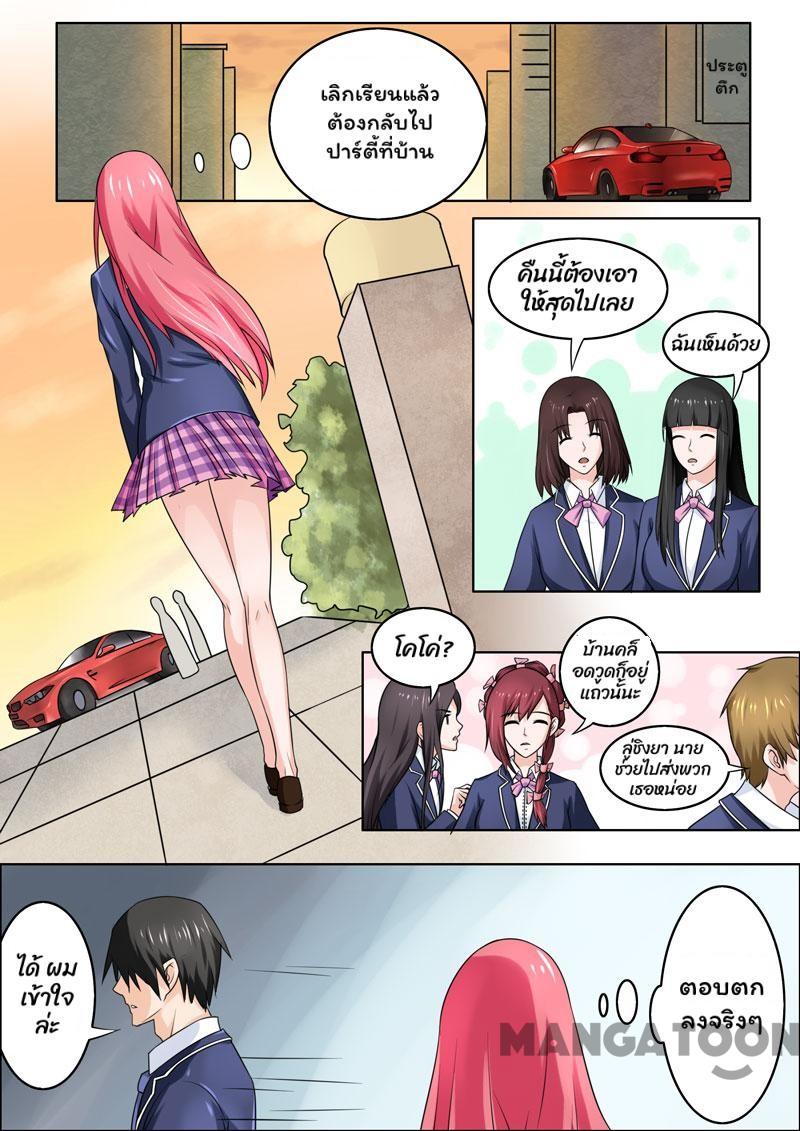 เลิกเรียนแล้ว
ต้องกลับไป
ปาร์ตี้ที่บ้าน
ประตู
ตึก
คืนนี้ต้องเอา
ให้สุดไปเลย
ฉันเห็นด้วย
โคโค่?
บ้านคลื
อดวูดก็อยู่
แถวนั้นนะ
ลู่ชิงยา นาย
ช่วยไปส่งพวก
เธอหน่อย
ได้ ผม
เข้าใจ
ล่ะ
ตอบตก
ลงจริงๆ
MANGATOON